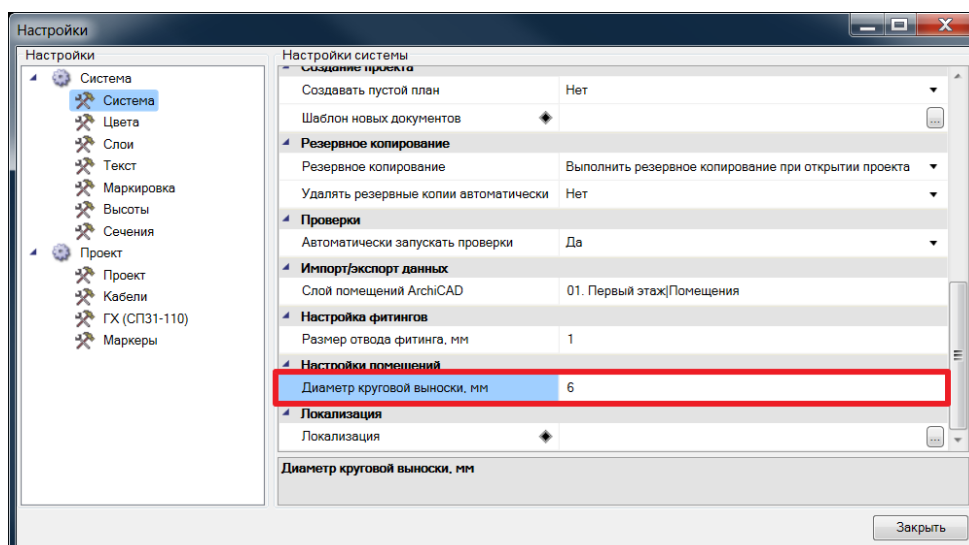 Настройки
Настройки
Система
Система
Цвета
Слои
Текст
Маркировка
Высоты
Сечения
Проект
Проект
Кабели
ГХ (СП31-110)
Маркеры
Настройки системы
Создание проекта
Создавать пустой план Нет
Шаблон новых документов ...
Резервное копирование
Резервное копирование Выполнить резервное копирование при открытии проекта
Удалять резервные копии автоматически Нет
Проверки
Автоматически запускать проверки Да
Импорт/экспорт данных
Слой помещений ArchiCAD 01. Первый этаж|Помещения
Настройка фитингов
Размер отвода фитинга, мм 1
Настройки помещений
Диаметр круговой выноски, мм 6
Локализация
Локализация ...
Диаметр круговой выноски, мм
Закрыть